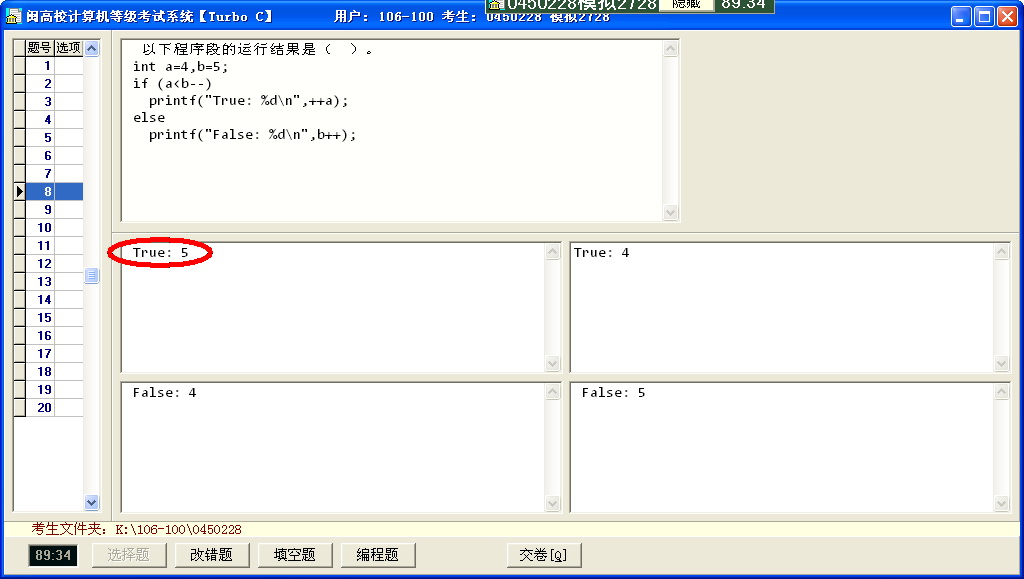 闽高校计算机等级考试系统【Turbo C】 用户: 106-100 考生: 0450228 模拟2728
0450228模拟2728 隐藏 89:34
题号 选项
1
2
3
4
5
6
7
8
9
10
11
12
13
14
15
16
17
18
19
20
以下程序段的运行结果是（ ）。
int a=4,b=5;
if (a<b--)
printf("True: %d\n",++a);
else
printf("False: %d\n",b++);
True: 5
True: 4
False: 4
False: 5
考生文件夹: K:\106-100\0450228
89:34 选择题 改错题 填空题 编程题 交卷[Q]